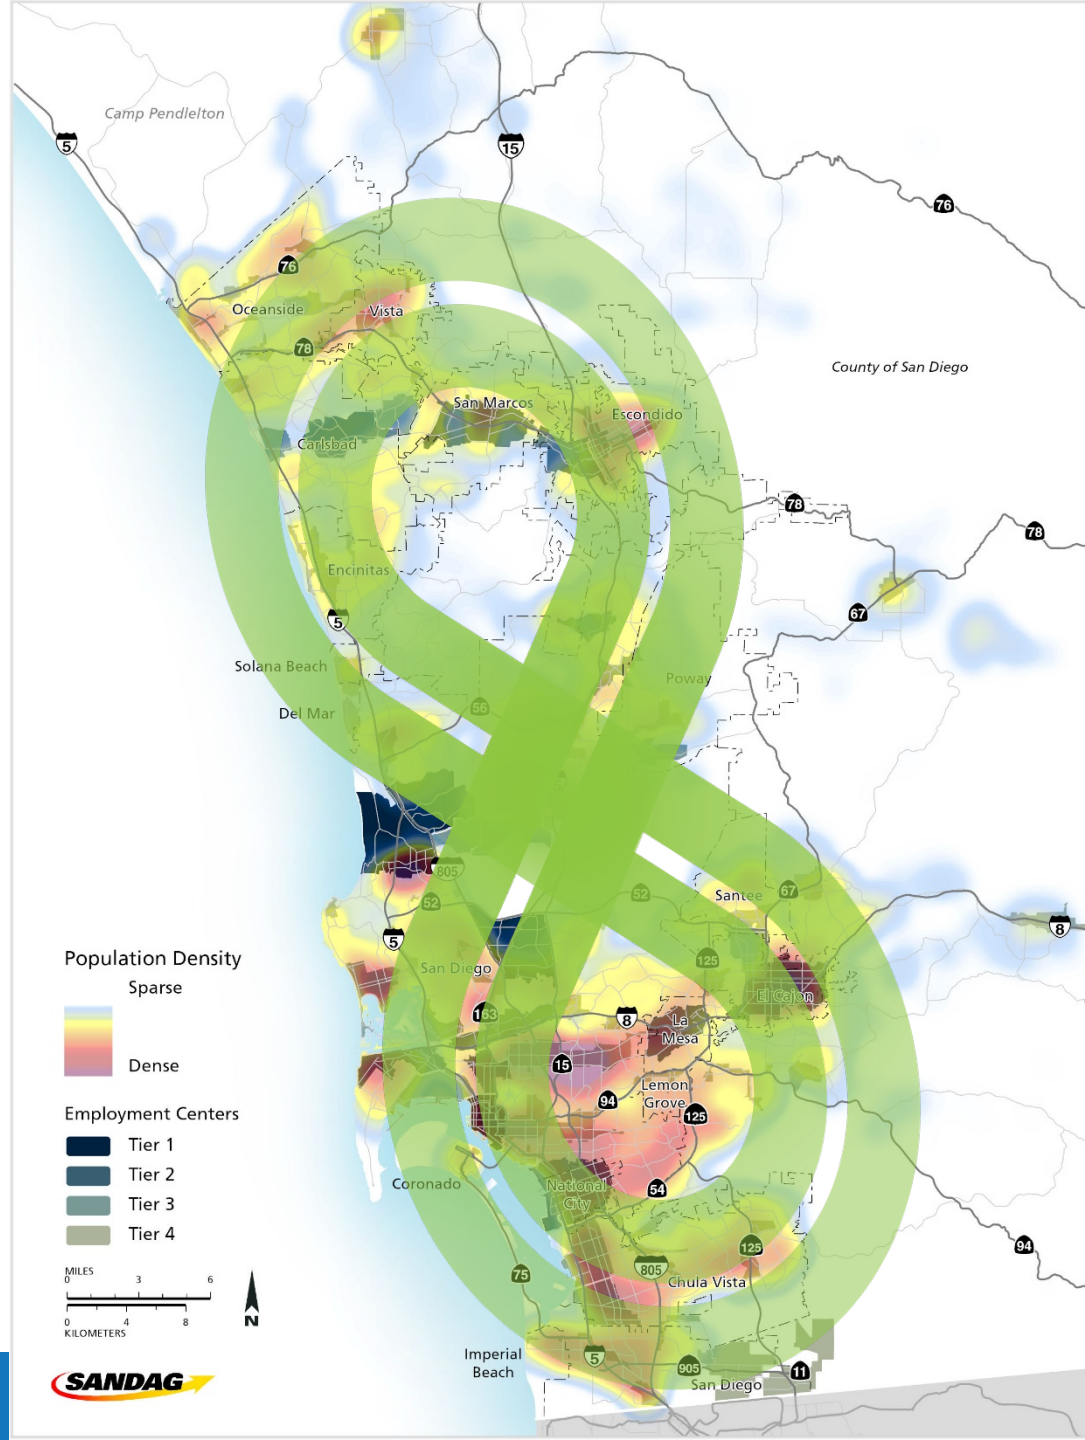 Camp Pendlelton
5
15
76
76
Oceanside
Vista
78
County of San Diego
San Marcos
Escondido
Carlsbad
78
78
Encinitas
67
5
Solana Beach
Poway
Del Mar
56
805
52
52
Santee
67
8
5
125
San Diego
El Cajon
163
8
La
Mesa
15
Lemon
Grove
94
125
Coronado
National
City
54
125
94
805
75
Chula Vista
Imperial
Beach
5
905
11
San Diego
Population Density
Sparse
Dense
Employment Centers
Tier 1
Tier 2
Tier 3
Tier 4
MILES
0 3 6
0 4 8
KILOMETERS
N
SANDAG